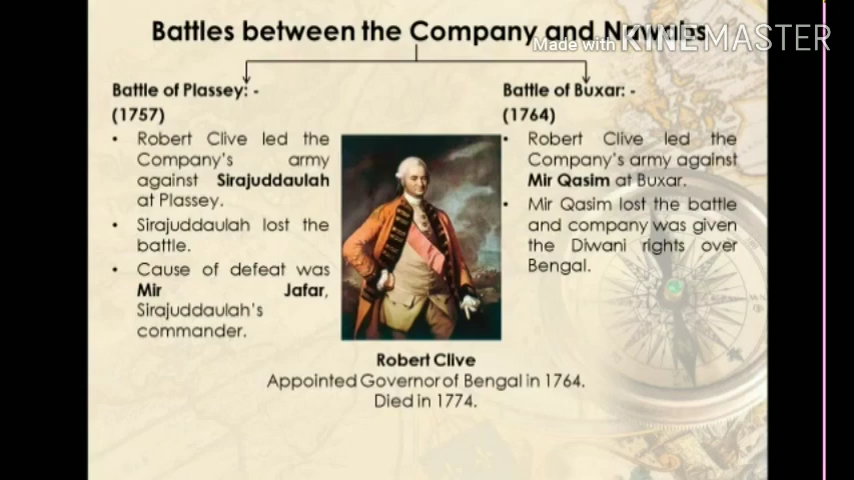 Battles between the Company and Nawabs
Made with KINEMASTER
Battle of Plassey: -
(1757)
• Robert Clive led the
Company's army
against Sirajuddaulah
at Plassey.
• Sirajuddaulah lost the
battle.
• Cause of defeat was
Mir Jafar,
Sirajuddaulah's
commander.
Battle of Buxar: -
(1764)
• Robert Clive led the
Company's army against
Mir Qasim at Buxar.
• Mir Qasim lost the battle
and company was given
the Diwani rights over
Bengal.
Robert Clive
Appointed Governor of Bengal in 1764.
Died in 1774.